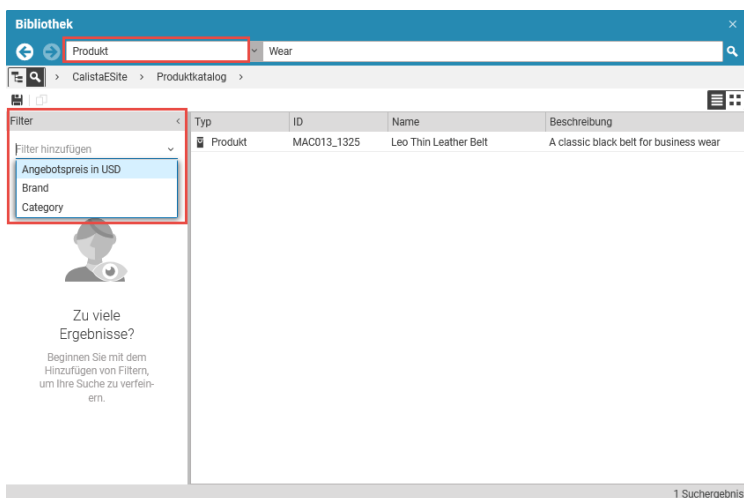 Bibliothek
Produkt Wear
CalistaESite > Produktkatalog >
Filter
Filter hinzufügen
Angebotspreis in USD
Brand
Category
Zu viele
Ergebnisse?
Beginnen Sie mit dem
Hinzufügen von Filtern,
um Ihre Suche zu verfein-
ern.
Typ ID Name Beschreibung
Produkt MAC013_1325 Leo Thin Leather Belt A classic black belt for business wear
1 Suchergebnis